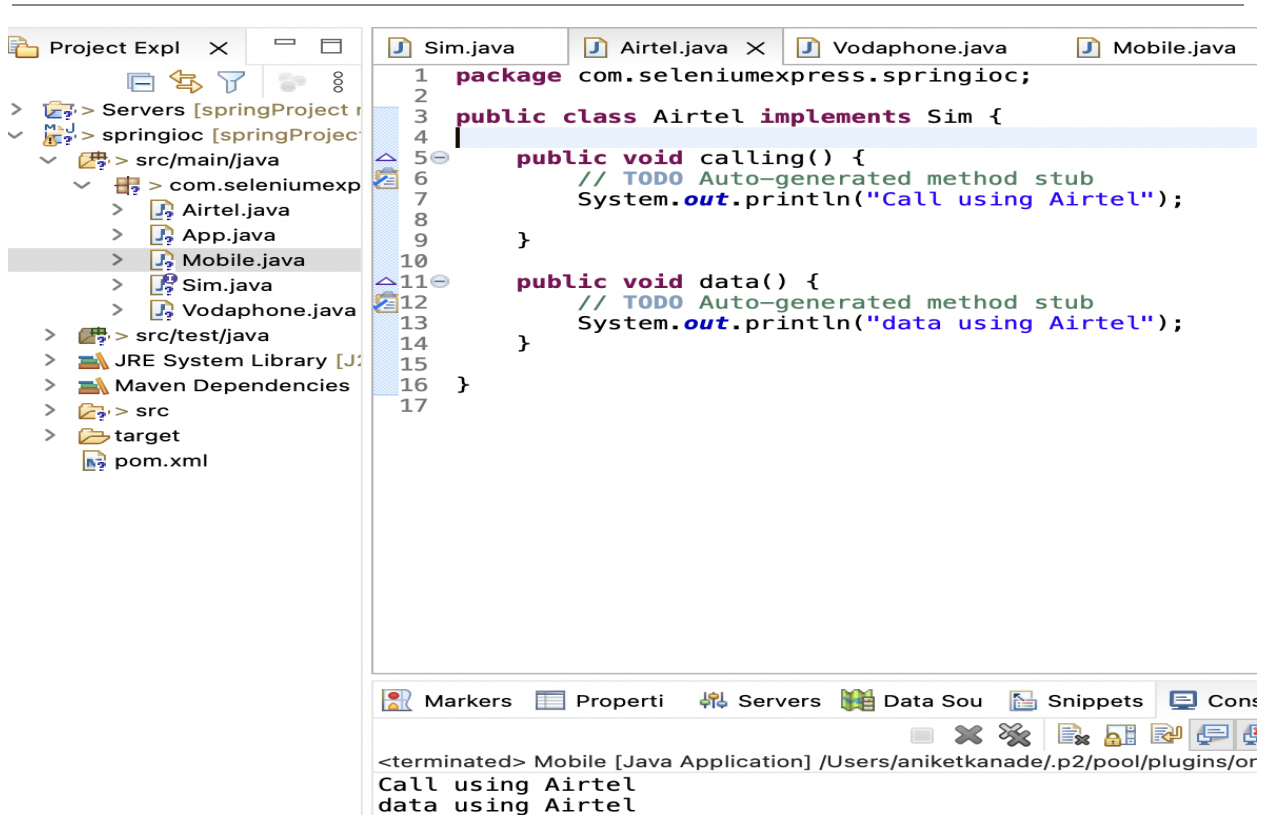 Project Expl
> Servers [springProject r
> springioc [springProject
> src/main/java
> com.seleniumexp
Airtel.java
App.java
Mobile.java
Sim.java
Vodaphone.java
> src/test/java
JRE System Library [J2
Maven Dependencies
> src
target
pom.xml
Sim.java Airtel.java Vodaphone.java Mobile.java
1 package com.seleniumexpress.springioc;
2
3 public class Airtel implements Sim {
4
5 public void calling() {
6 // TODO Auto-generated method stub
7 System.out.println("Call using Airtel");
8
9 }
10
11 public void data() {
12 // TODO Auto-generated method stub
13 System.out.println("data using Airtel");
14 }
15
16 }
17
Markers Properti Servers Data Sou Snippets Cons
<terminated> Mobile [Java Application] /Users/aniketkanade/.p2/pool/plugins/or
Call using Airtel
data using Airtel